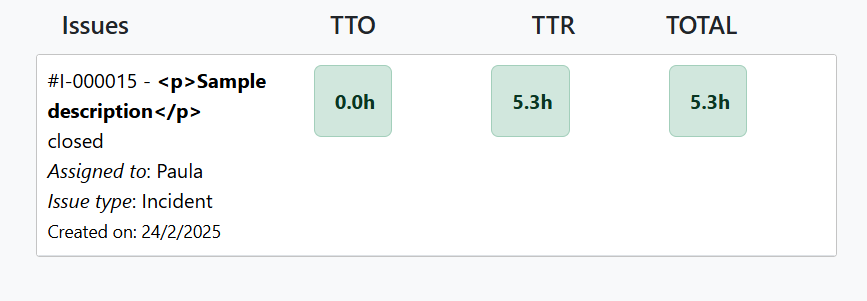 Issues TTO TTR TOTAL
#I-000015 - <p>Sample
description</p>
0.0h 5.3h 5.3h
closed
Assigned to: Paula
Issue type: Incident
Created on: 24/2/2025